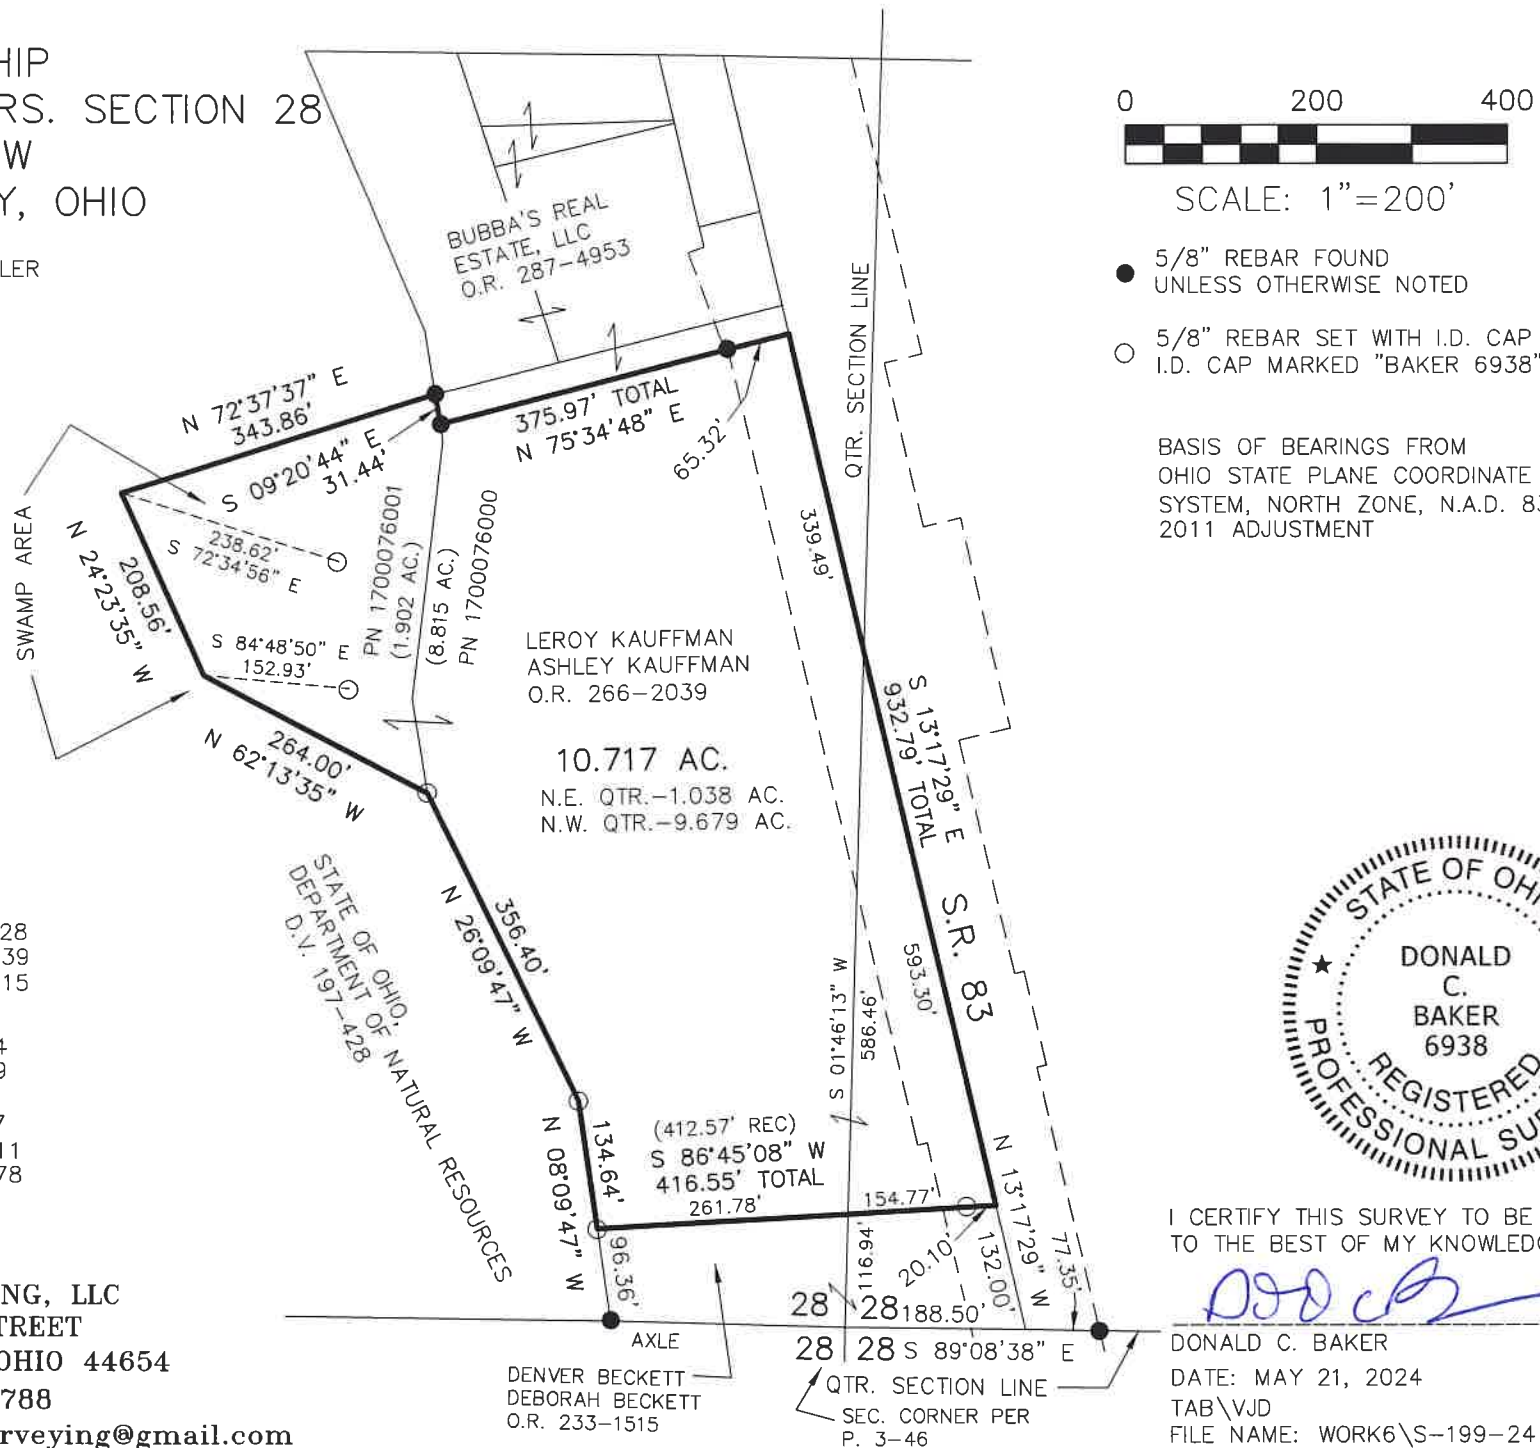 HIP
RS. SECTION 28
W
Y, OHIO
LER
0 200 400
SCALE: 1"=200'
5/8" REBAR FOUND
UNLESS OTHERWISE NOTED
5/8" REBAR SET WITH I.D. CAP
I.D. CAP MARKED "BAKER 6938"
BASIS OF BEARINGS FROM
OHIO STATE PLANE COORDINATE
SYSTEM, NORTH ZONE, N.A.D. 83
2011 ADJUSTMENT
BUBBA'S REAL
ESTATE, LLC
O.R. 287-4953
QTR. SECTION LINE
N 72°37'37" E
343.86'
S 09°20'44" E
31.44'
375.97' TOTAL
N 75°34'48" E
65.32'
SWAMP AREA
238.62'
S 72°34'56" E
208.56'
N 24°23'35" W
S 84°48'50" E
152.93'
PN 1700076001
(1.902 AC.)
(8.815 AC.)
PN 1700076000
339.49'
LEROY KAUFFMAN
ASHLEY KAUFFMAN
O.R. 266-2039
10.717 AC.
N.E. QTR.-1.038 AC.
N.W. QTR.-9.679 AC.
S 13°17'29" E
932.79' TOTAL
264.00'
N 62°13'35" W
S.R. 83
593.30'
356.40'
N 26°09'47" W
STATE OF OHIO,
DEPARTMENT OF NATURAL RESOURCES
D.V. 197-428
S 01°46'13" W
586.46'
28
39
15
4
9
7
11
78
134.64'
N 08°09'47" W
(412.57' REC)
S 86°45'08" W
416.55' TOTAL
261.78'
154.77'
96.36'
116.94'
20.10'
N 13°17'29" W
132.00'
77.35'
28 28 188.50'
28 28 S 89°08'38" E
AXLE
DENVER BECKETT
DEBORAH BECKETT
O.R. 233-1515
QTR. SECTION LINE
SEC. CORNER PER
P. 3-46
STATE OF OHI
DONALD
C.
BAKER
6938
REGISTERED
PROFESSIONAL SU
I CERTIFY THIS SURVEY TO BE
TO THE BEST OF MY KNOWLED
DONALD C. BAKER
DATE: MAY 21, 2024
TAB\VJD
FILE NAME: WORK6\S-199-24
NG, LLC
TREET
OHIO 44654
788
rveying@gmail.com